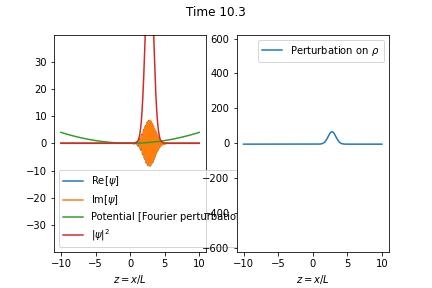 Time 10.3
30
20
10
0
−10
−20
−30
Re[ψ]
Im[ψ]
Potential [Fourier perturbatio
|ψ|²
−10 −5 0 5 10
z = x/L
600
400
200
0
−200
−400
−600
Perturbation on ρ
−10 −5 0 5 10
z = x/L